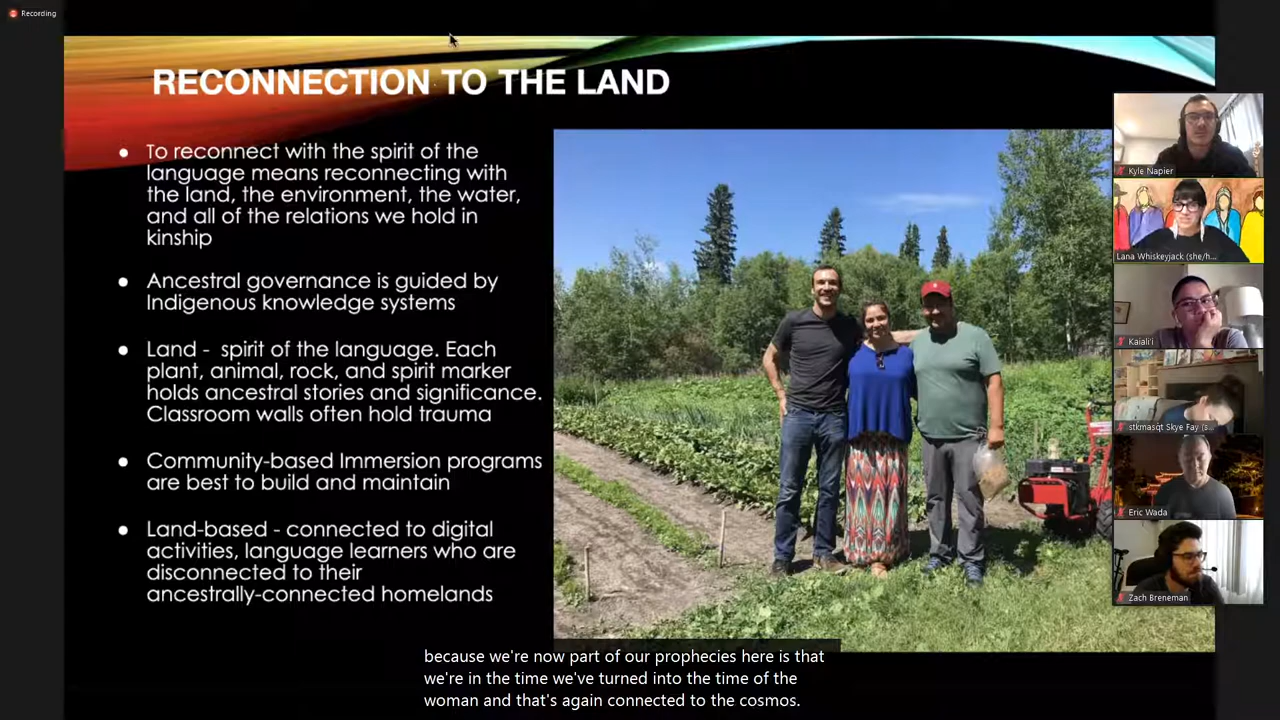 Recording
RECONNECTION TO THE LAND
● To reconnect with the spirit of the
language means reconnecting with
the land, the environment, the water,
and all of the relations we hold in
kinship
● Ancestral governance is guided by
Indigenous knowledge systems
● Land - spirit of the language. Each
plant, animal, rock, and spirit marker
holds ancestral stories and significance.
Classroom walls often hold trauma
● Community-based Immersion programs
are best to build and maintain
● Land-based - connected to digital
activities, language learners who are
disconnected to their
ancestrally-connected homelands
Kyle Napier
Lana Whiskeyjack (she/h...
Kaiali'i
stkmasqt Skye Fay (s...
Eric Wada
Zach Breneman
because we're now part of our prophecies here is that
we're in the time we've turned into the time of the
woman and that's again connected to the cosmos.